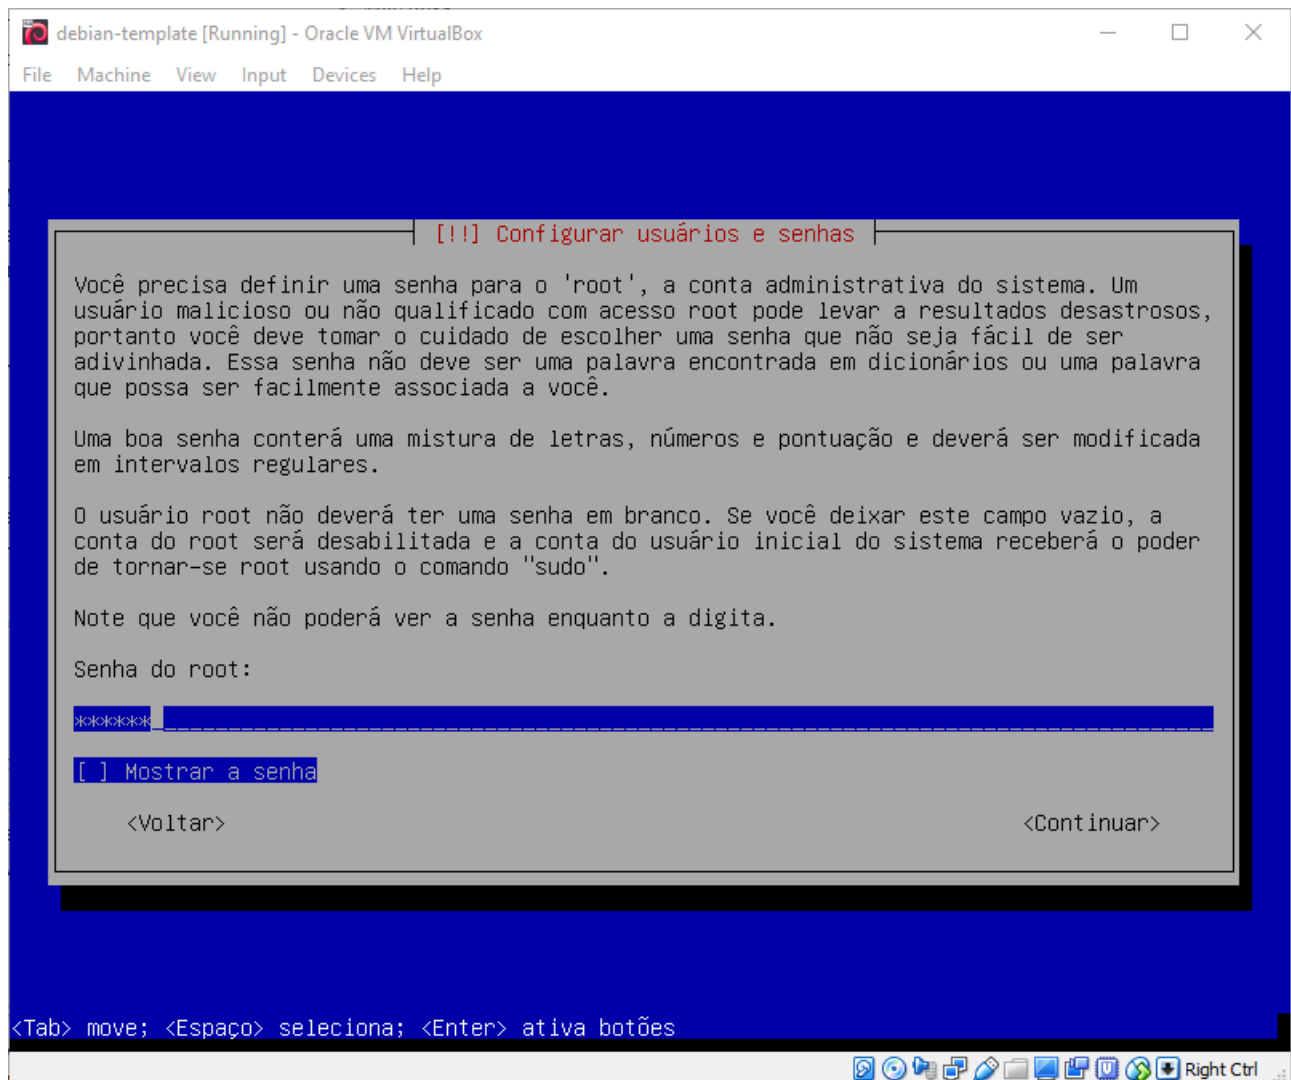 debian-template [Running] - Oracle VM VirtualBox
File Machine View Input Devices Help
[!!] Configurar usuários e senhas
Você precisa definir uma senha para o 'root', a conta administrativa do sistema. Um
usuário malicioso ou não qualificado com acesso root pode levar a resultados desastrosos,
portanto você deve tomar o cuidado de escolher uma senha que não seja fácil de ser
adivinhada. Essa senha não deve ser uma palavra encontrada em dicionários ou uma palavra
que possa ser facilmente associada a você.
Uma boa senha conterá uma mistura de letras, números e pontuação e deverá ser modificada
em intervalos regulares.
O usuário root não deverá ter uma senha em branco. Se você deixar este campo vazio, a
conta do root será desabilitada e a conta do usuário inicial do sistema receberá o poder
de tornar-se root usando o comando "sudo".
Note que você não poderá ver a senha enquanto a digita.
Senha do root:
******
[ ] Mostrar a senha
<Voltar> <Continuar>
<Tab> move; <Espaço> seleciona; <Enter> ativa botões
Right Ctrl